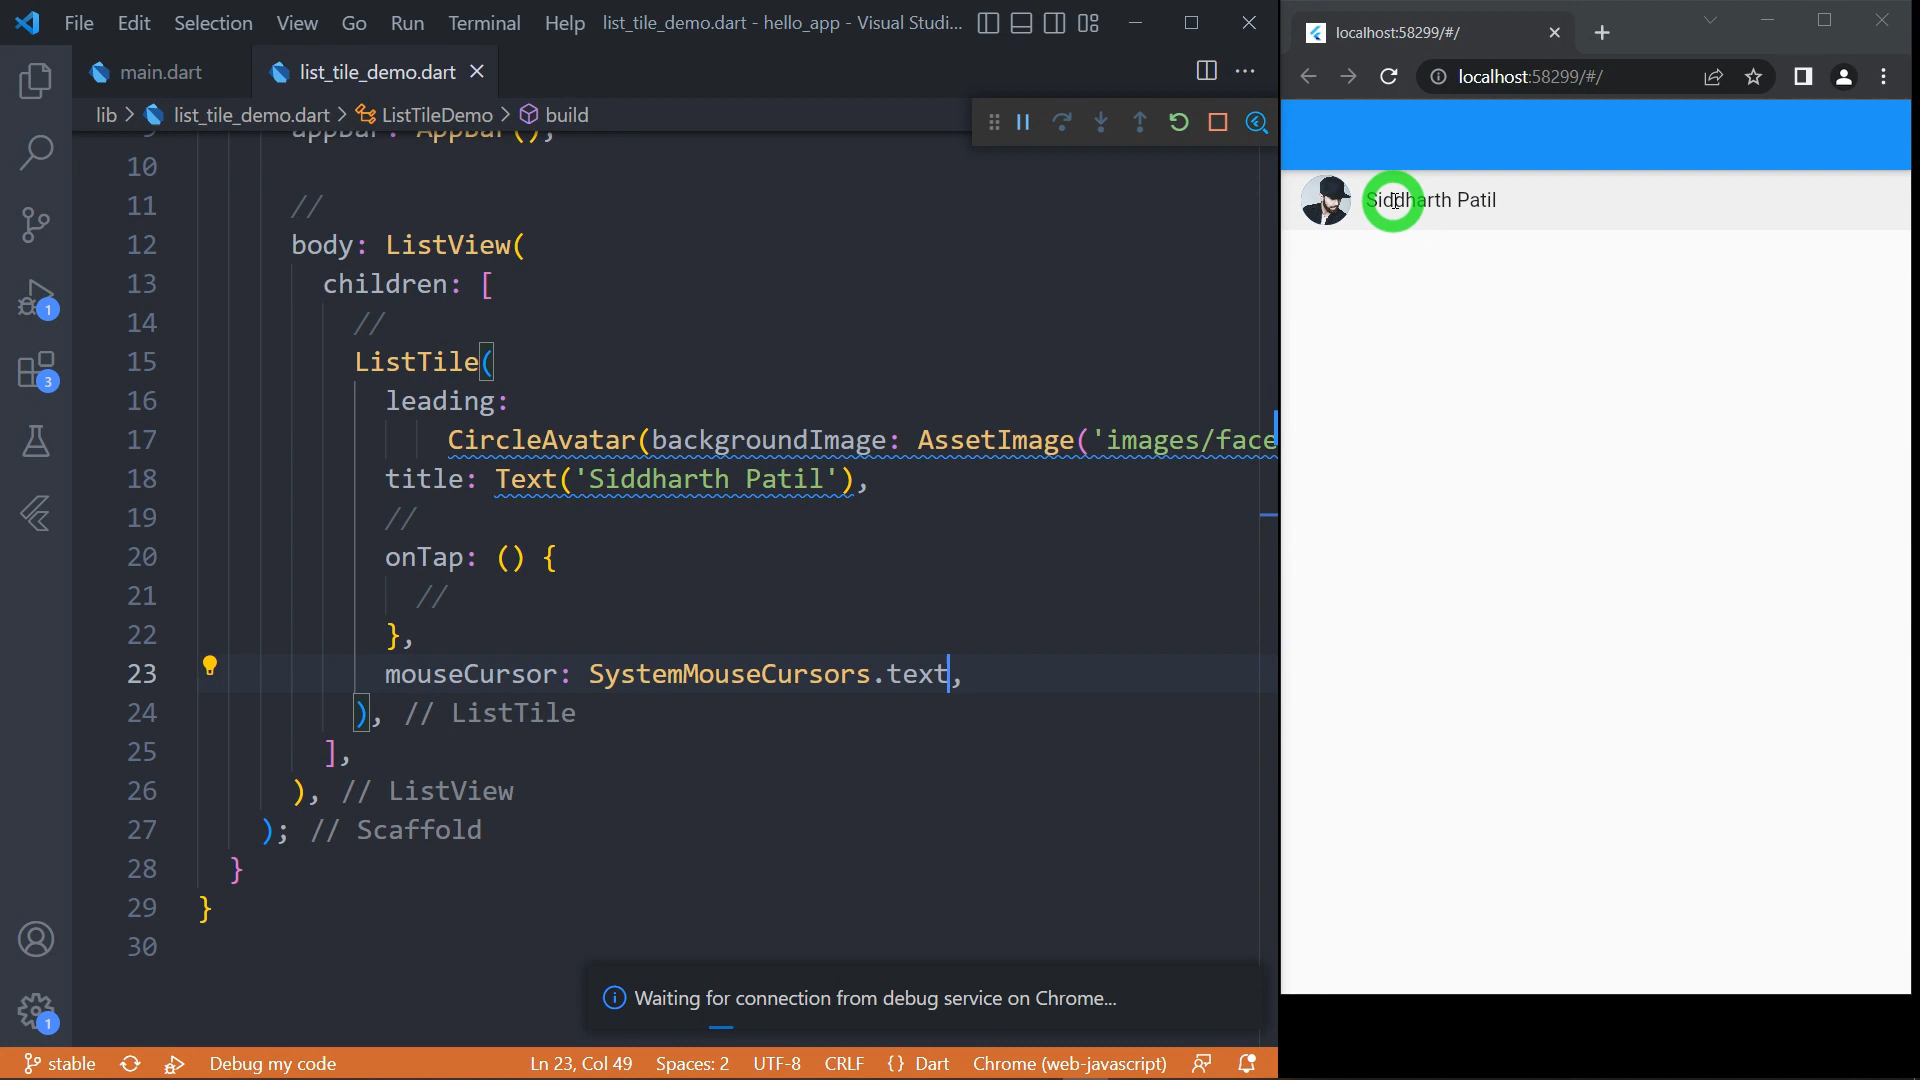 File Edit Selection View Go Run Terminal Help list_tile_demo.dart - hello_app - Visual Studi...
main.dart list_tile_demo.dart
lib > list_tile_demo.dart > ListTileDemo > build
9 appBar: AppBar(),
10
11 //
12 body: ListView(
13 children: [
14 //
15 ListTile(
16 leading:
17 CircleAvatar(backgroundImage: AssetImage('images/face
18 title: Text('Siddharth Patil'),
19 //
20 onTap: () {
21 //
22 },
23 mouseCursor: SystemMouseCursors.text,
24 ), // ListTile
25 ],
26 ), // ListView
27 ); // Scaffold
28 }
29 }
30
1
3
1
Waiting for connection from debug service on Chrome...
stable Debug my code Ln 23, Col 49 Spaces: 2 UTF-8 CRLF {} Dart Chrome (web-javascript)
localhost:58299/#/
localhost:58299/#/
Siddharth Patil